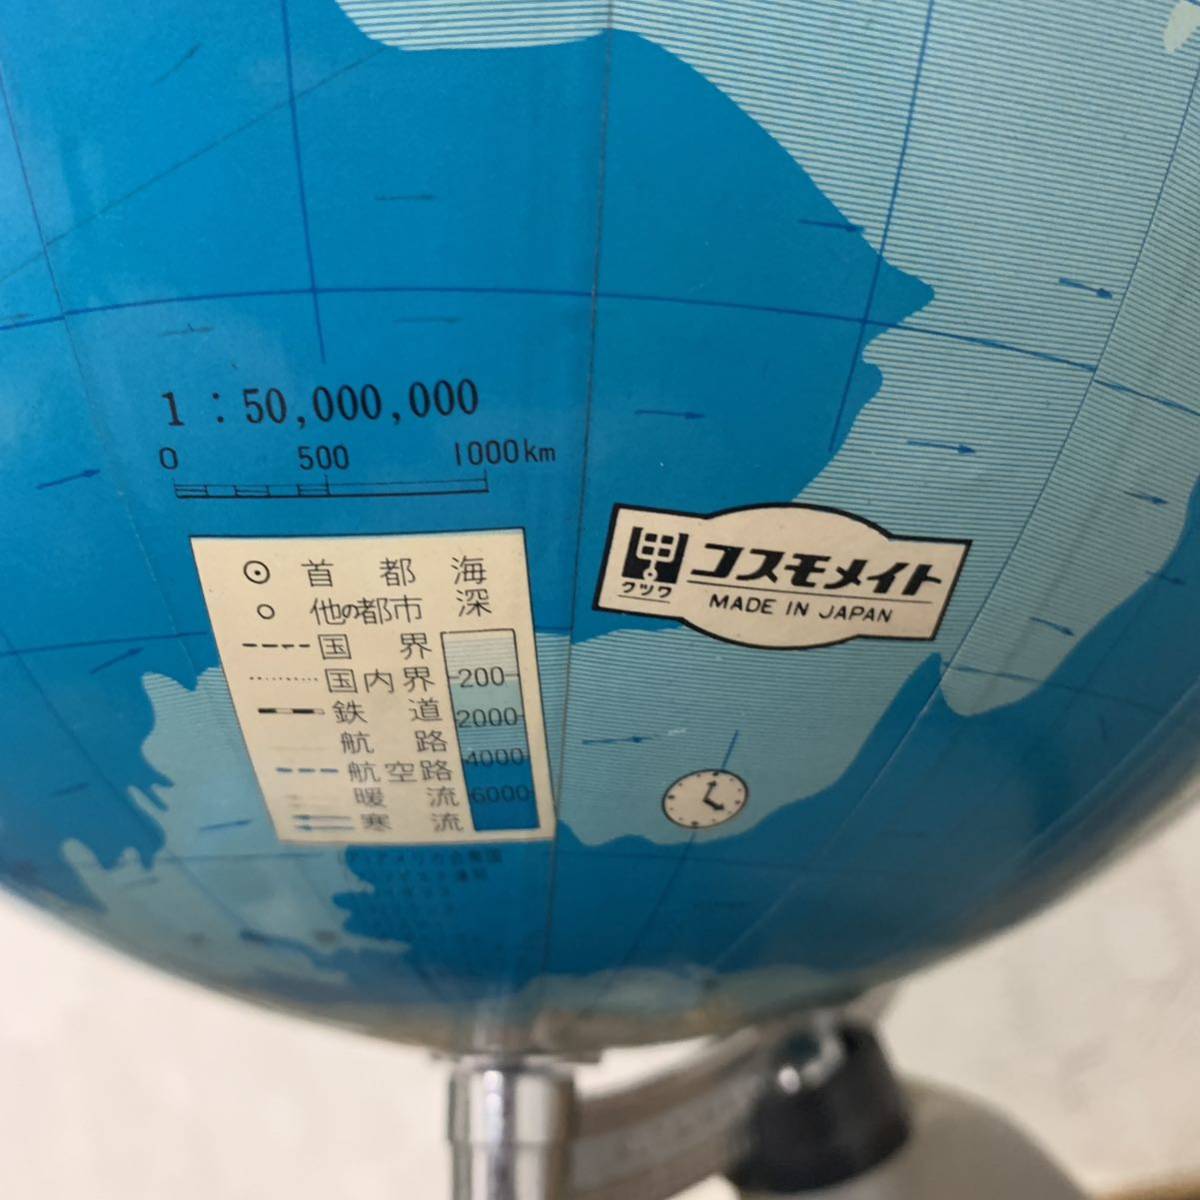 1 : 50,000,000
0 500 1000km
首都
他の都市
国界
国内界
鉄道
航路
航空路
暖流
寒流
海深
200
2000
4000
6000
クツワ
コスモメイト
MADE IN JAPAN